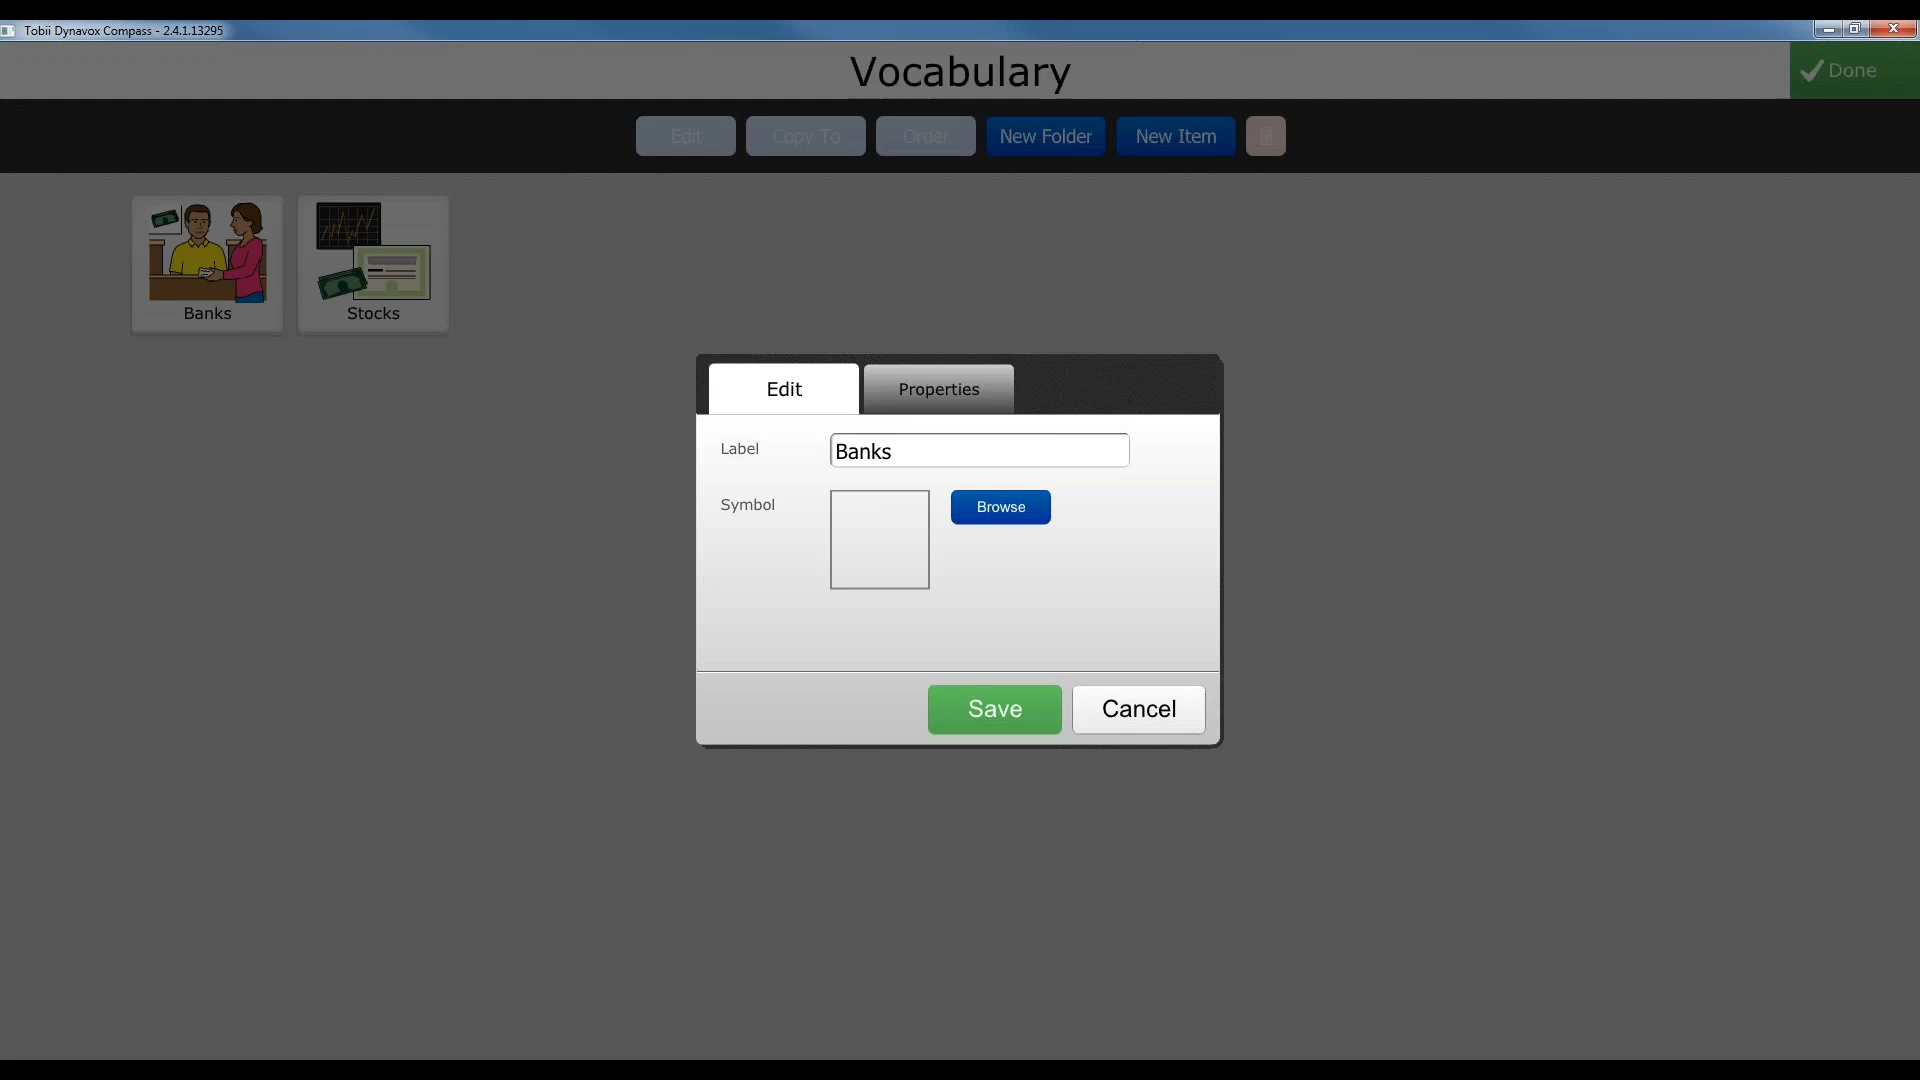 Tobii Dynavox Compass - 2.4.1.13295
Vocabulary
Done
Edit
Copy To
Order
New Folder
New Item
Banks
Stocks
Edit
Properties
Label
Banks
Symbol
Browse
Save
Cancel